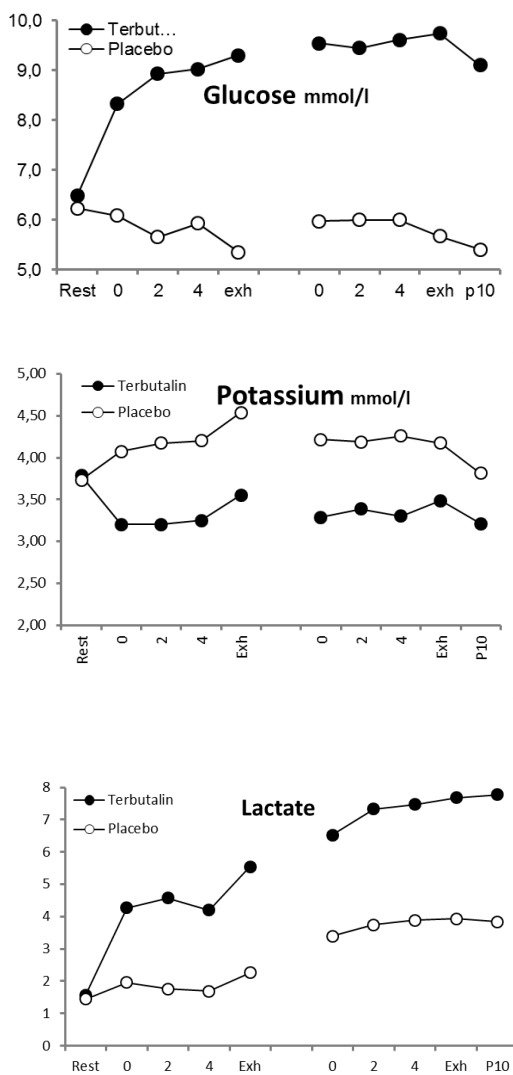 10,0
Terbut…
Placebo
9,0
Glucose mmol/l
8,0
7,0
6,0
5,0
Rest 0 2 4 exh 0 2 4 exh p10
5,00
Terbutalin
Potassium mmol/l
Placebo
4,50
4,00
3,50
3,00
2,50
2,00
Rest 0 2 4 Exh 0 2 4 Exh P10
8
Terbutalin
Lactate
7
Placebo
6
5
4
3
2
1
0
Rest 0 2 4 Exh 0 2 4 Exh P10